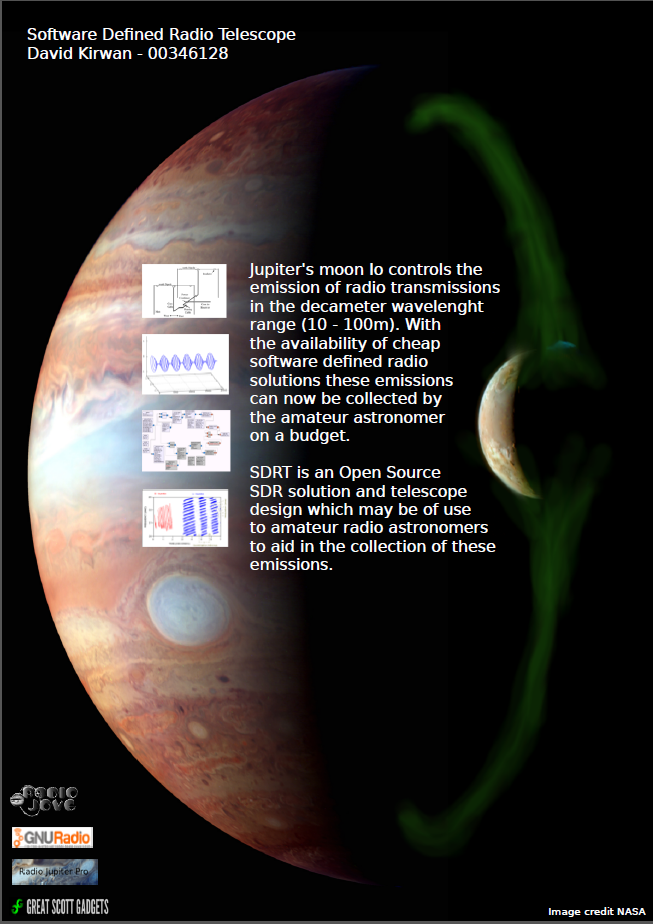 Software Defined Radio Telescope
David Kirwan - 00346128
Jupiter's moon Io controls the
emission of radio transmissions
in the decameter wavelenght
range (10 - 100m). With
the availability of cheap
software defined radio
solutions these emissions
can now be collected by
the amateur astronomer
on a budget.
SDRT is an Open Source
SDR solution and telescope
design which may be of use
to amateur radio astronomers
to aid in the collection of these
emissions.
RADIO
JOVE
GNURadio
Radio Jupiter Pro
GREAT SCOTT GADGETS
Image credit NASA